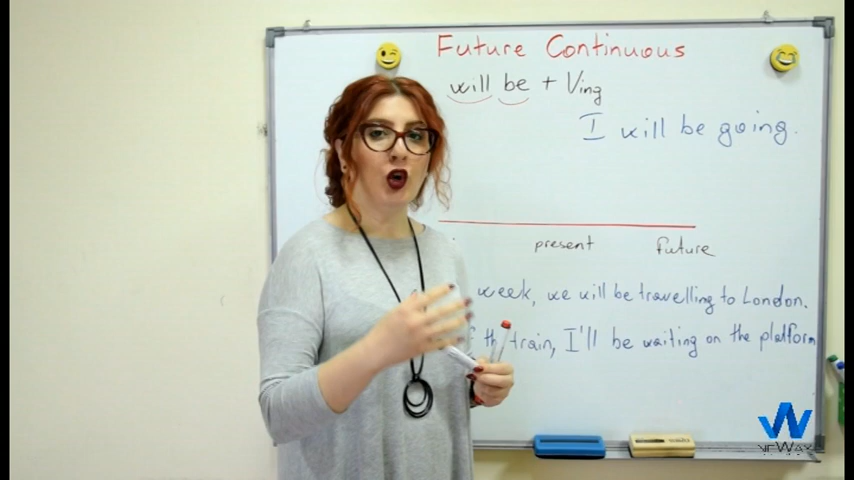 Future Continuous
will be + Ving
I will be going.
present future
week, we will be travelling to London.
train, I'll be waiting on the platform